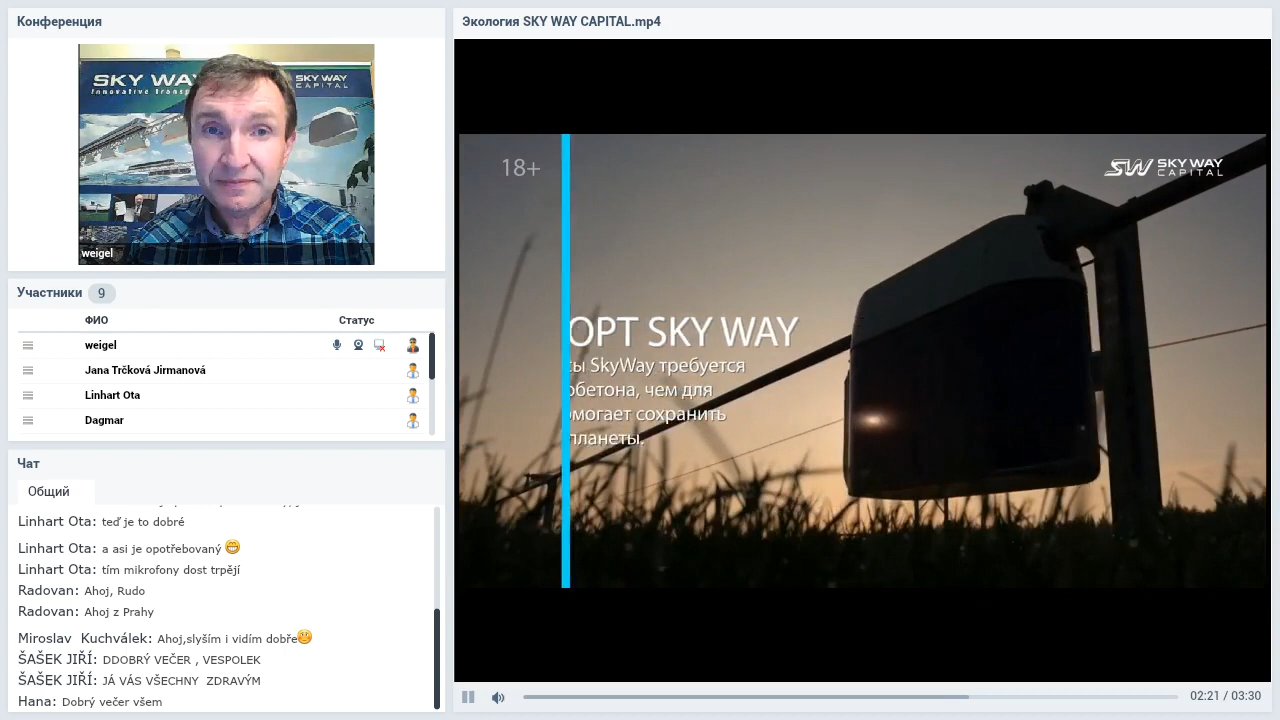 Конференция
SKY WAY
Innovative transp
SKY WAY
CAPITAL
weigel
Участники 9
ФИО Статус
weigel
Jana Trčková Jirmanová
Linhart Ota
Dagmar
Чат
Общий
Linhart Ota: teď je to dobré
Linhart Ota: a asi je opotřebovaný
Linhart Ota: tím mikrofony dost trpějí
Radovan: Ahoj, Rudo
Radovan: Ahoj z Prahy
Miroslav Kuchválek: Ahoj,slyším i vidím dobře
ŠAŠEK JIŘÍ: DDOBRÝ VEČER , VESPOLEK
ŠAŠEK JIŘÍ: JÁ VÁS VŠECHNY ZDRAVÝM
Hana: Dobrý večer všem
Экология SKY WAY CAPITAL.mp4
18+
SW SKY WAY
CAPITAL
ОРТ SKY WAY
ы SkyWay требуется
обетона, чем для
омогает сохранить
планеты.
02:21 / 03:30